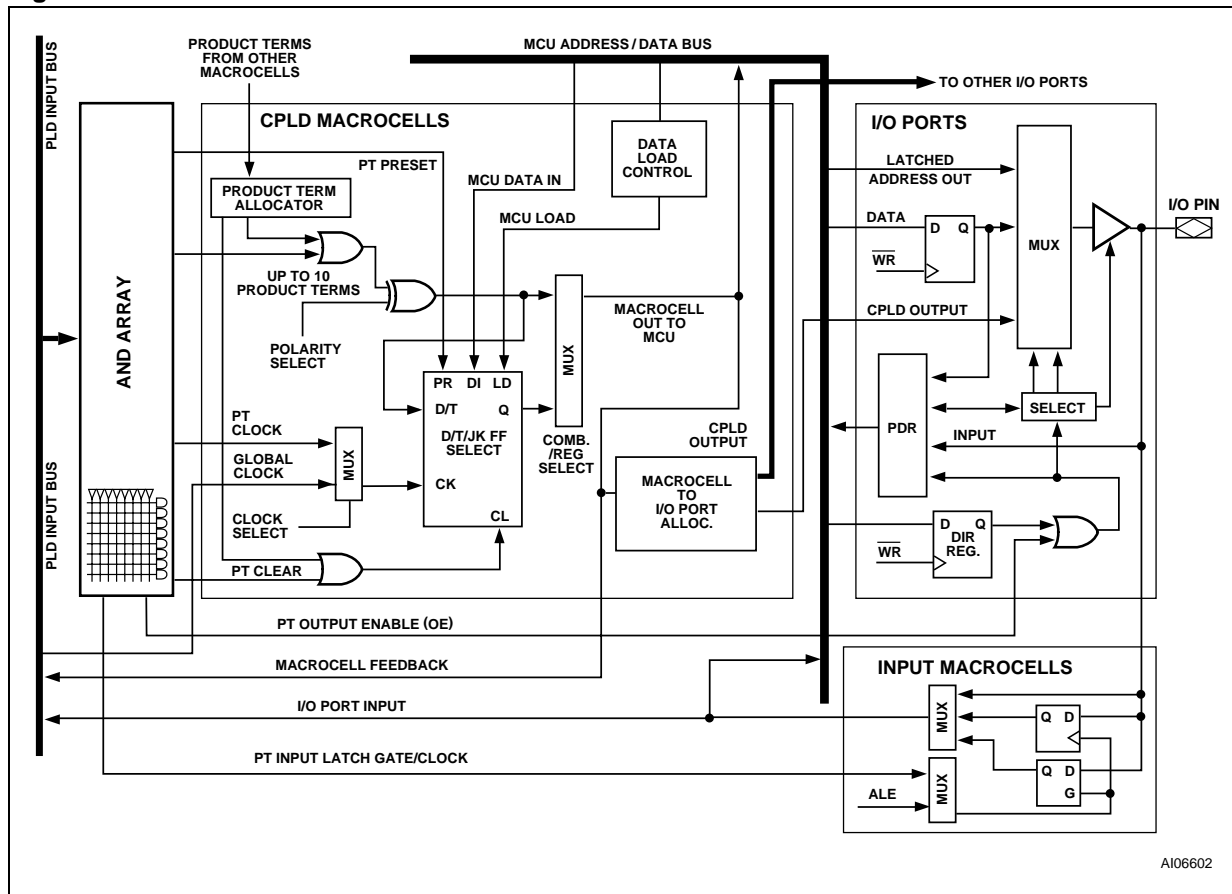 PLD INPUT BUS
PRODUCT TERMS
FROM OTHER
MACROCELLS
MCU ADDRESS / DATA BUS
TO OTHER I/O PORTS
CPLD MACROCELLS
I/O PORTS
AND ARRAY
PT PRESET
MCU DATA IN
DATA
LOAD
CONTROL
MCU LOAD
PRODUCT TERM
ALLOCATOR
UP TO 10
PRODUCT TERMS
POLARITY
SELECT
MUX
MACROCELL
OUT TO
MCU
PR DI LD
D/T Q
D/T/JK FF
SELECT
CK
CL
COMB.
/REG
SELECT
PT
CLOCK
GLOBAL
CLOCK
CLOCK
SELECT
MUX
PT CLEAR
CPLD
OUTPUT
MACROCELL
TO
I/O PORT
ALLOC.
LATCHED
ADDRESS OUT
DATA
D Q
WR
MUX
I/O PIN
CPLD OUTPUT
PDR
SELECT
INPUT
D Q
DIR
REG.
WR
PLD INPUT BUS
PT OUTPUT ENABLE (OE)
MACROCELL FEEDBACK
I/O PORT INPUT
PT INPUT LATCH GATE/CLOCK
INPUT MACROCELLS
MUX
Q D
Q D
G
MUX
ALE
AI06602